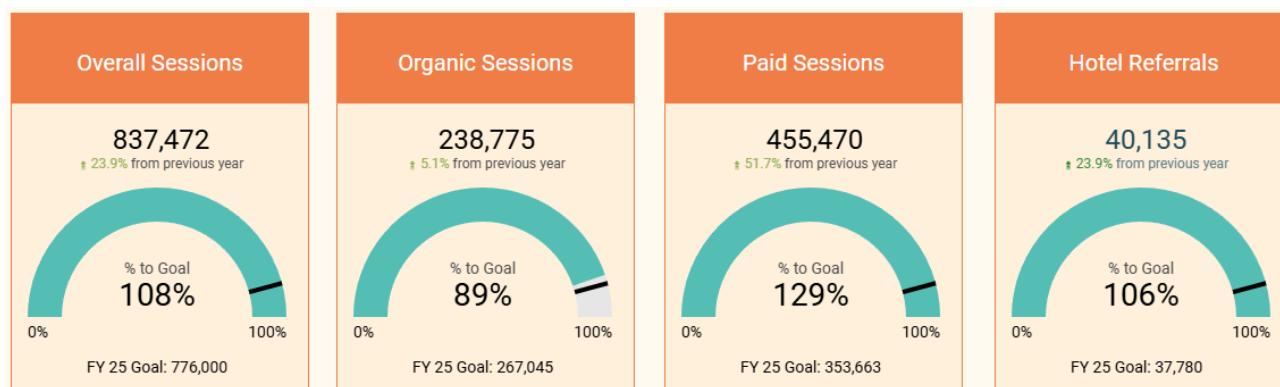 Overall Sessions
837,472
23.9% from previous year
% to Goal
108%
0%
100%
FY 25 Goal: 776,000
Organic Sessions
238,775
5.1% from previous year
% to Goal
89%
0%
100%
FY 25 Goal: 267,045
Paid Sessions
455,470
51.7% from previous year
% to Goal
129%
0%
100%
FY 25 Goal: 353,663
Hotel Referrals
40,135
23.9% from previous year
% to Goal
106%
0%
100%
FY 25 Goal: 37,780